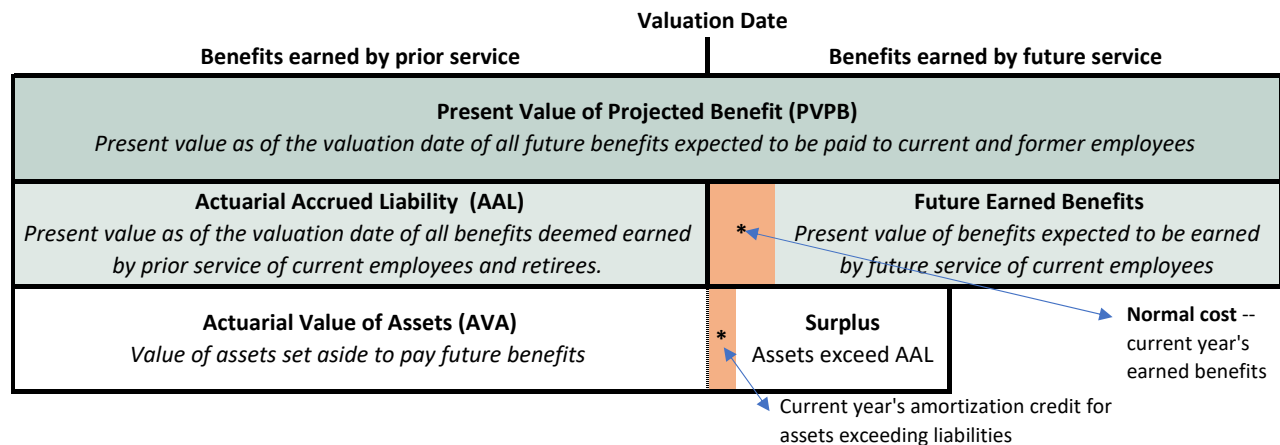 Valuation Date
Benefits earned by prior service
Benefits earned by future service
Present Value of Projected Benefit (PVPB)
Present value as of the valuation date of all future benefits expected to be paid to current and former employees
Actuarial Accrued Liability  (AAL)
Present value as of the valuation date of all benefits deemed earned
by prior service of current employees and retirees.
*
Future Earned Benefits
Present value of benefits expected to be earned
by future service of current employees
Actuarial Value of Assets (AVA)
Value of assets set aside to pay future benefits
*
Surplus
Assets exceed AAL
Normal cost --
current year's
earned benefits
Current year's amortization credit for
assets exceeding liabilities